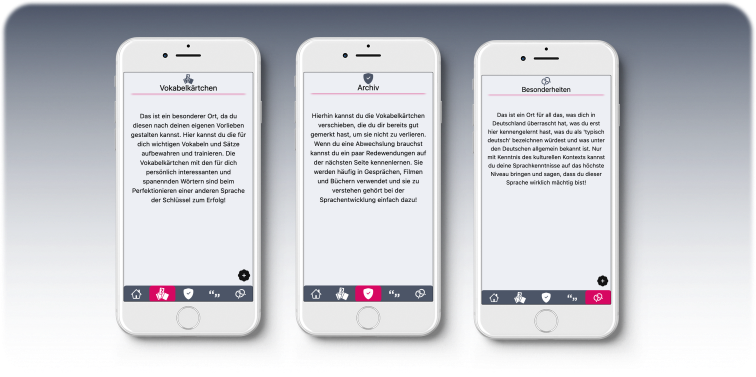 Vokabelkärtchen
Das ist ein besonderer Ort, da du
diesen nach deinen eigenen Vorlieben
gestalten kannst. Hier kannst du die für
dich wichtigen Vokabeln und Sätze
aufbewahren und trainieren. Die
Vokabelkärtchen mit den für dich
persönlich interessanten und
spanenndnen Wörtern sind beim
Perfektionieren einer anderen Sprache
der Schlüssel zum Erfolg!
Archiv
Hierhin kannst du die Vokabelkärtchen
verschieben, die du dir bereits gut
gemerkt hast, um sie nicht zu verlieren.
Wenn du eine Abwechslung brauchst
kannst du ein paar Redewendungen auf
der nächsten Seite kennenlernen. Sie
werden häufig in Gesprächen, Filmen
und Büchern verwendet und sie zu
verstehen gehört bei der
Sprachentwicklung einfach dazu!
Besonderheiten
Das ist ein Ort für all das, was dich in
Deutschland überrascht hat, was du erst
hier kennengelernt hast, was du als 'typisch
deutsch' bezeichnen würdest und was unter
den Deutschen allgemein bekannt ist. Nur
mit Kenntnis des kulturellen Kontexts kannst
du deine Sprachkenntnisse auf das höchste
Niveau bringen und sagen, dass du dieser
Sprache wirklich mächtig bist!